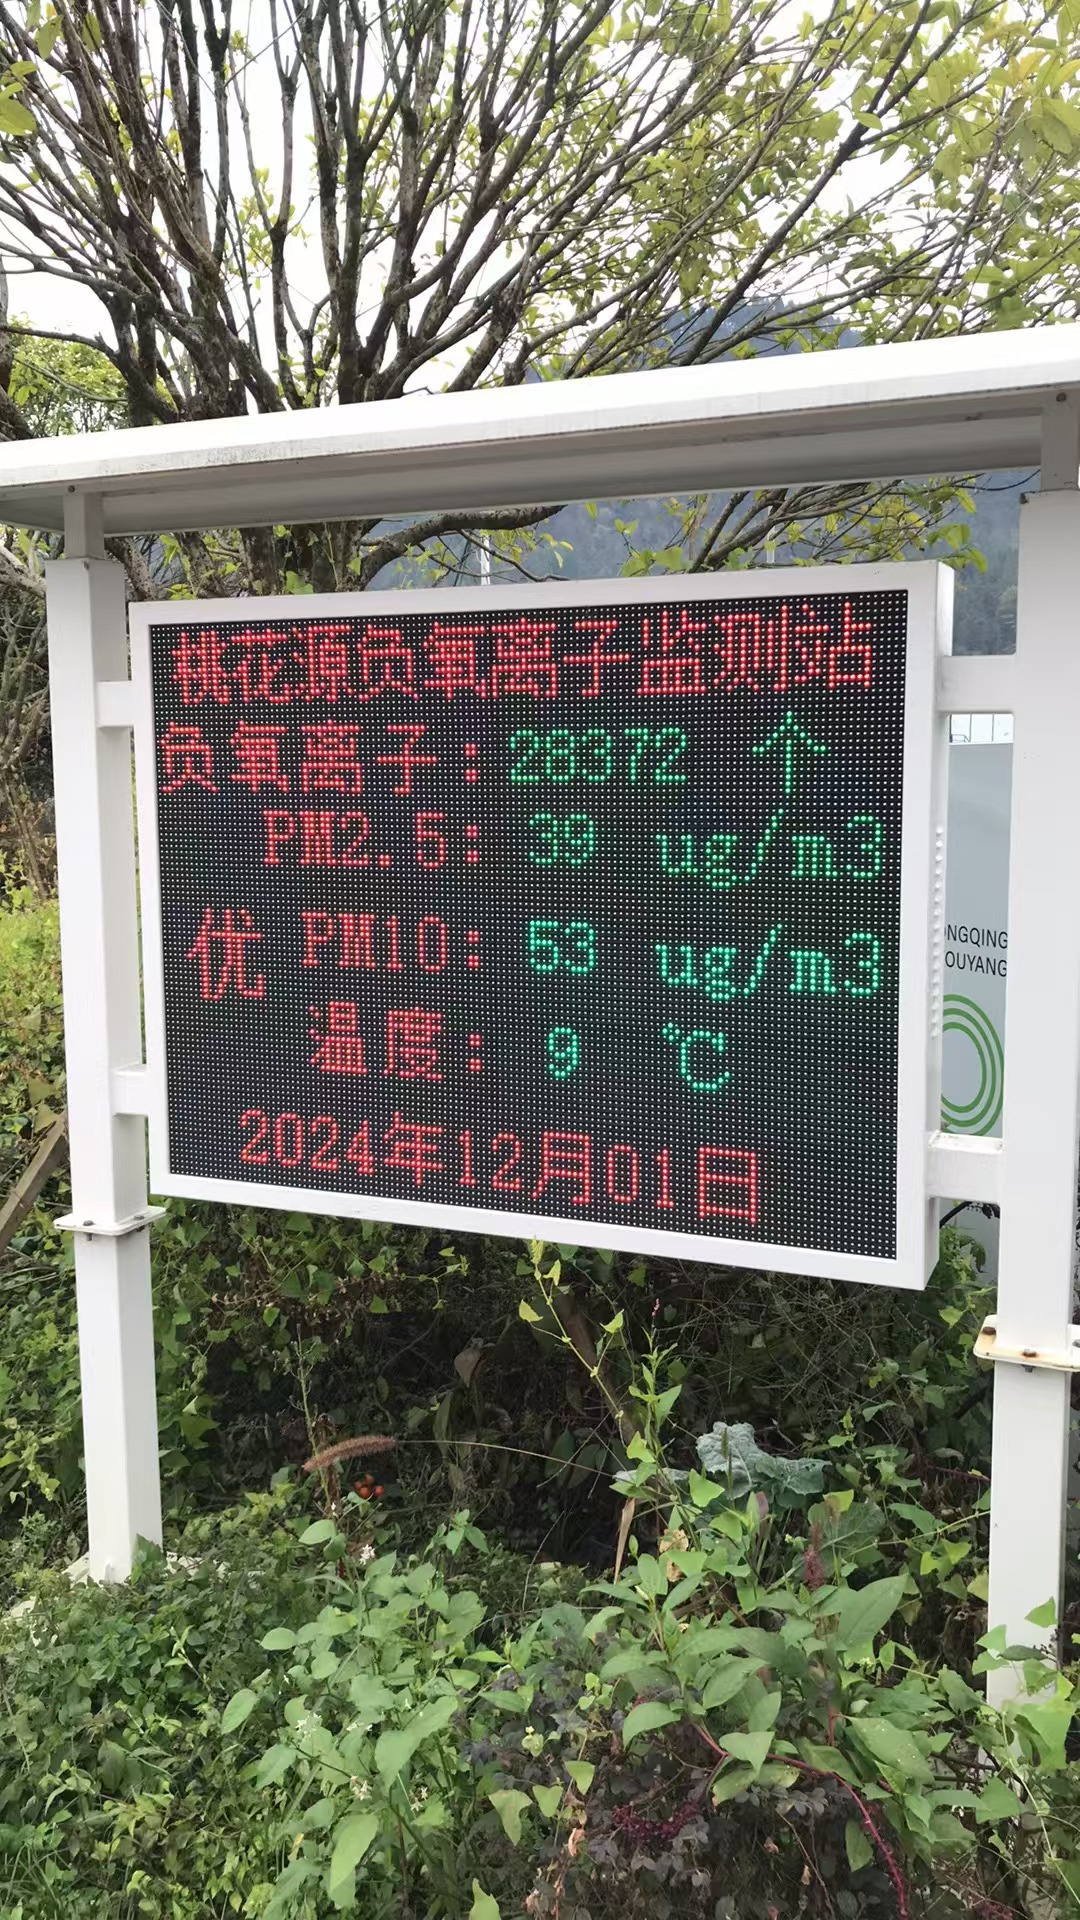 桃花源负氧离子监测站
负氧离子：28372 个
PM2.5：39 ug/m3
优 PM10：53 ug/m3
温度：9 ℃
2024年12月01日
ONGQING
OUYANG